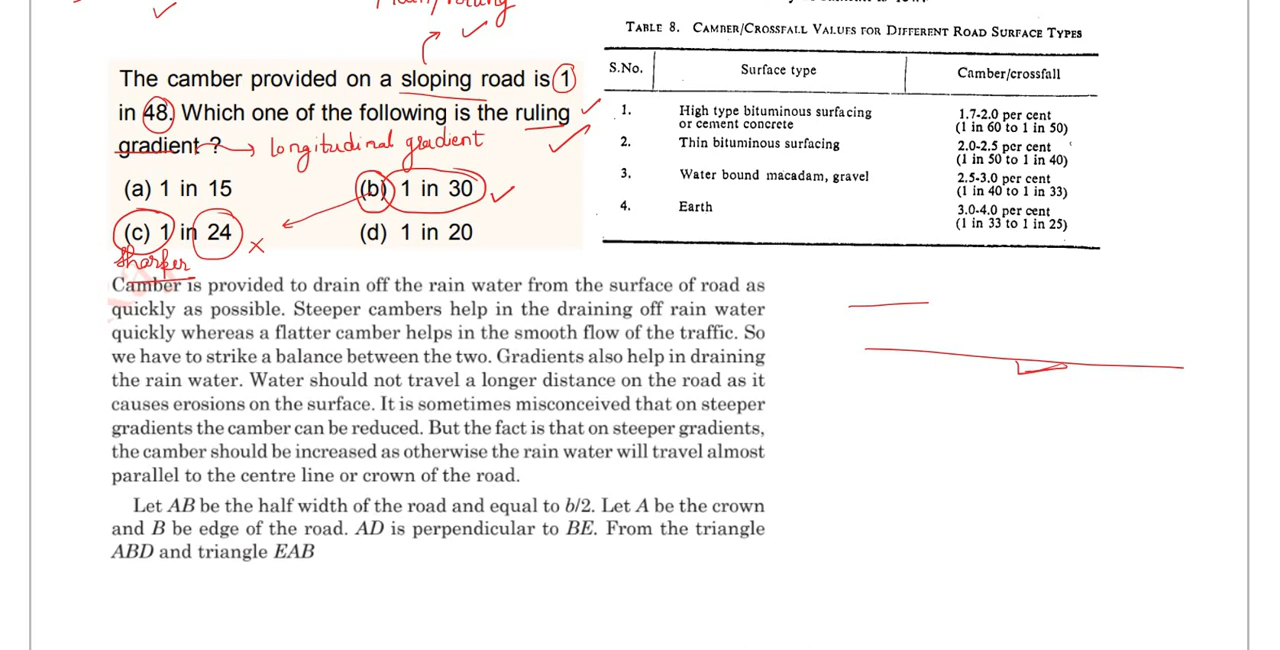 TABLE 8. CAMBER/CROSSFALL VALUES FOR DIFFERENT ROAD SURFACE TYPES
S.No. Surface type Camber/crossfall
1. High type bituminous surfacing or cement concrete 1.7-2.0 per cent (1 in 60 to 1 in 50)
2. Thin bituminous surfacing 2.0-2.5 per cent (1 in 50 to 1 in 40)
3. Water bound macadam, gravel 2.5-3.0 per cent (1 in 40 to 1 in 33)
4. Earth 3.0-4.0 per cent (1 in 33 to 1 in 25)
The camber provided on a sloping road is 1
in 48. Which one of the following is the ruling
gradient ? longitudinal gradient
(a) 1 in 15 (b) 1 in 30
(c) 1 in 24 (d) 1 in 20
sharper
Camber is provided to drain off the rain water from the surface of road as
quickly as possible. Steeper cambers help in the draining off rain water
quickly whereas a flatter camber helps in the smooth flow of the traffic. So
we have to strike a balance between the two. Gradients also help in draining
the rain water. Water should not travel a longer distance on the road as it
causes erosions on the surface. It is sometimes misconceived that on steeper
gradients the camber can be reduced. But the fact is that on steeper gradients,
the camber should be increased as otherwise the rain water will travel almost
parallel to the centre line or crown of the road.
Let AB be the half width of the road and equal to b/2. Let A be the crown
and B be edge of the road. AD is perpendicular to BE. From the triangle
ABD and triangle EAB